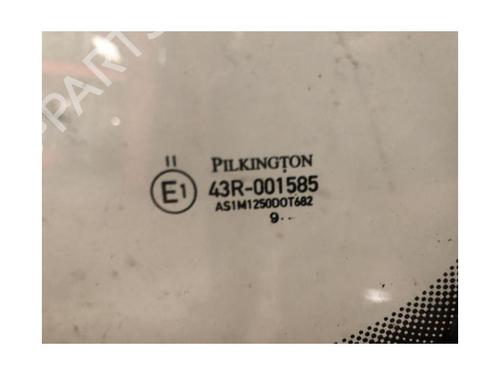 PARTS
II
PILKINGTON
E1
43R-001585
AS1M1250DOT682
9..